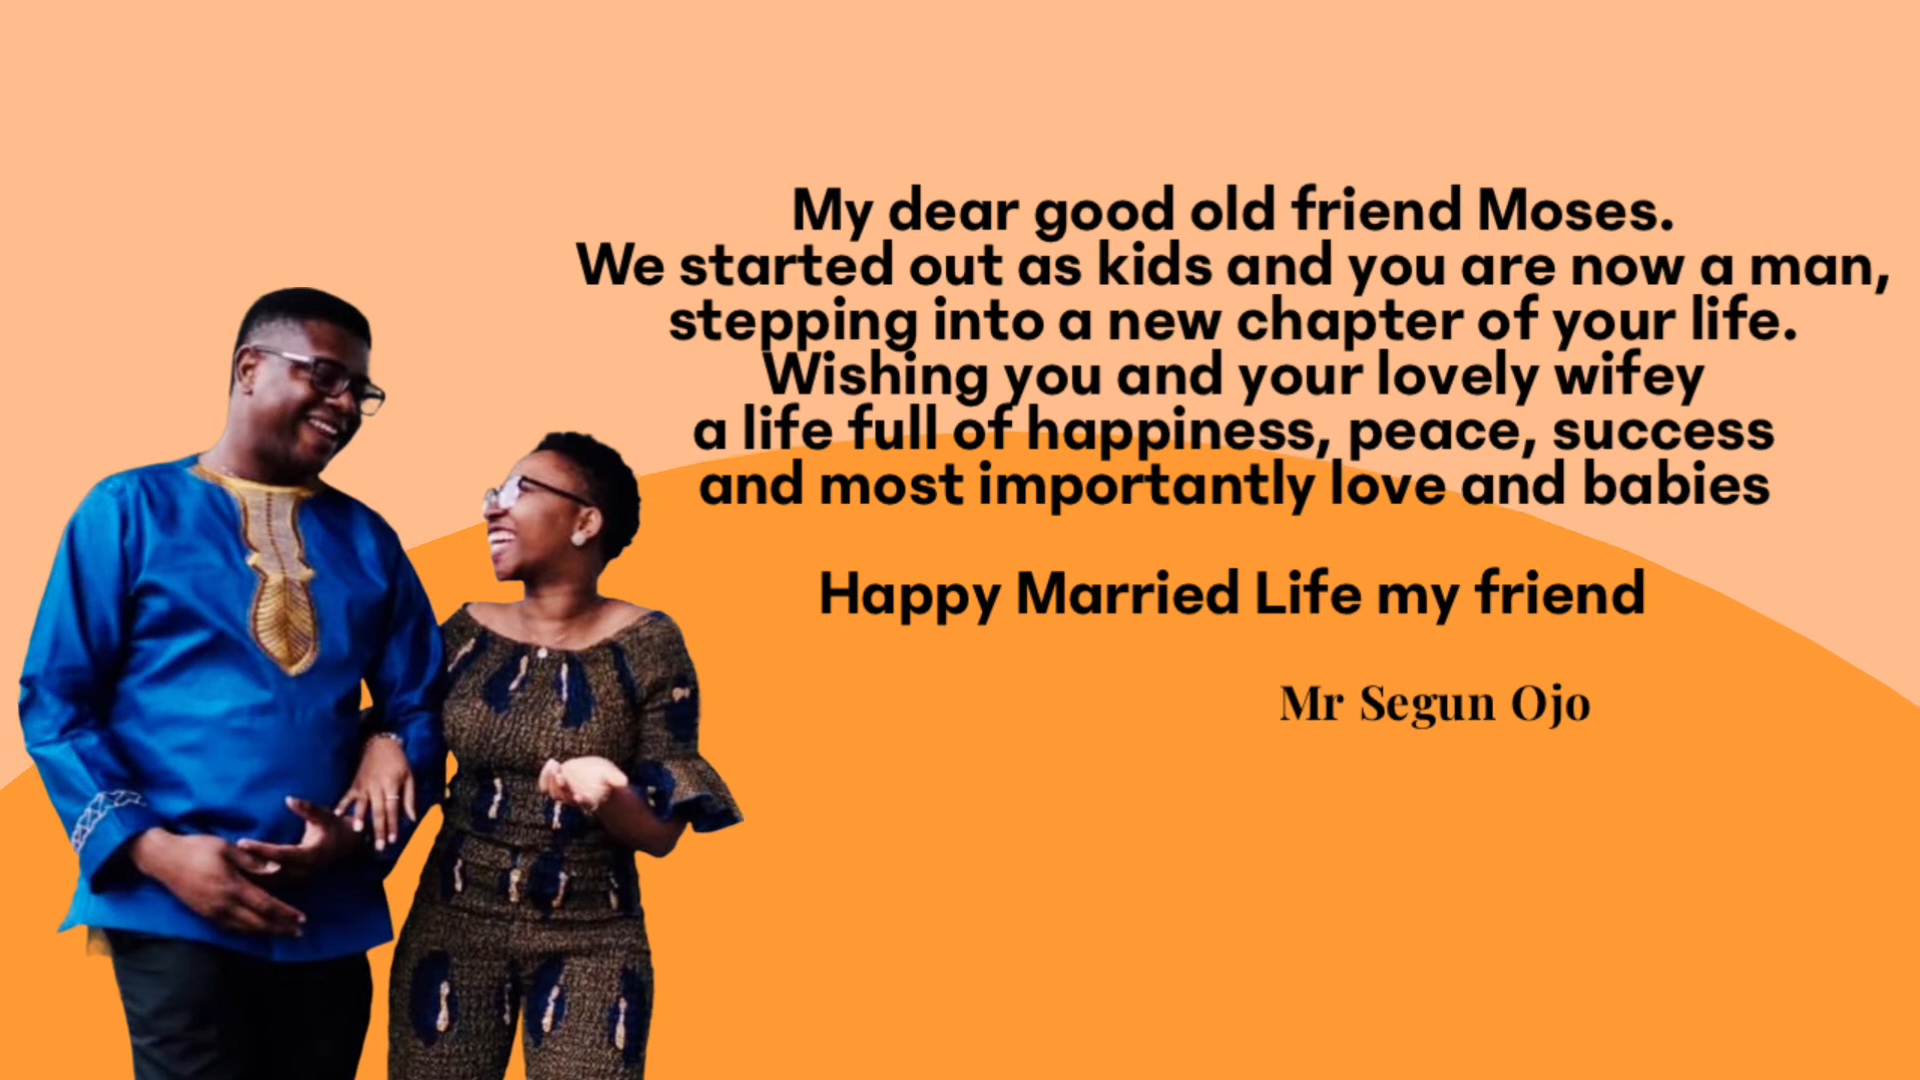 My dear good old friend Moses.
We started out as kids and you are now a man,
stepping into a new chapter of your life.
Wishing you and your lovely wifey
a life full of happiness, peace, success
and most importantly love and babies
Happy Married Life my friend
Mr Segun Ojo